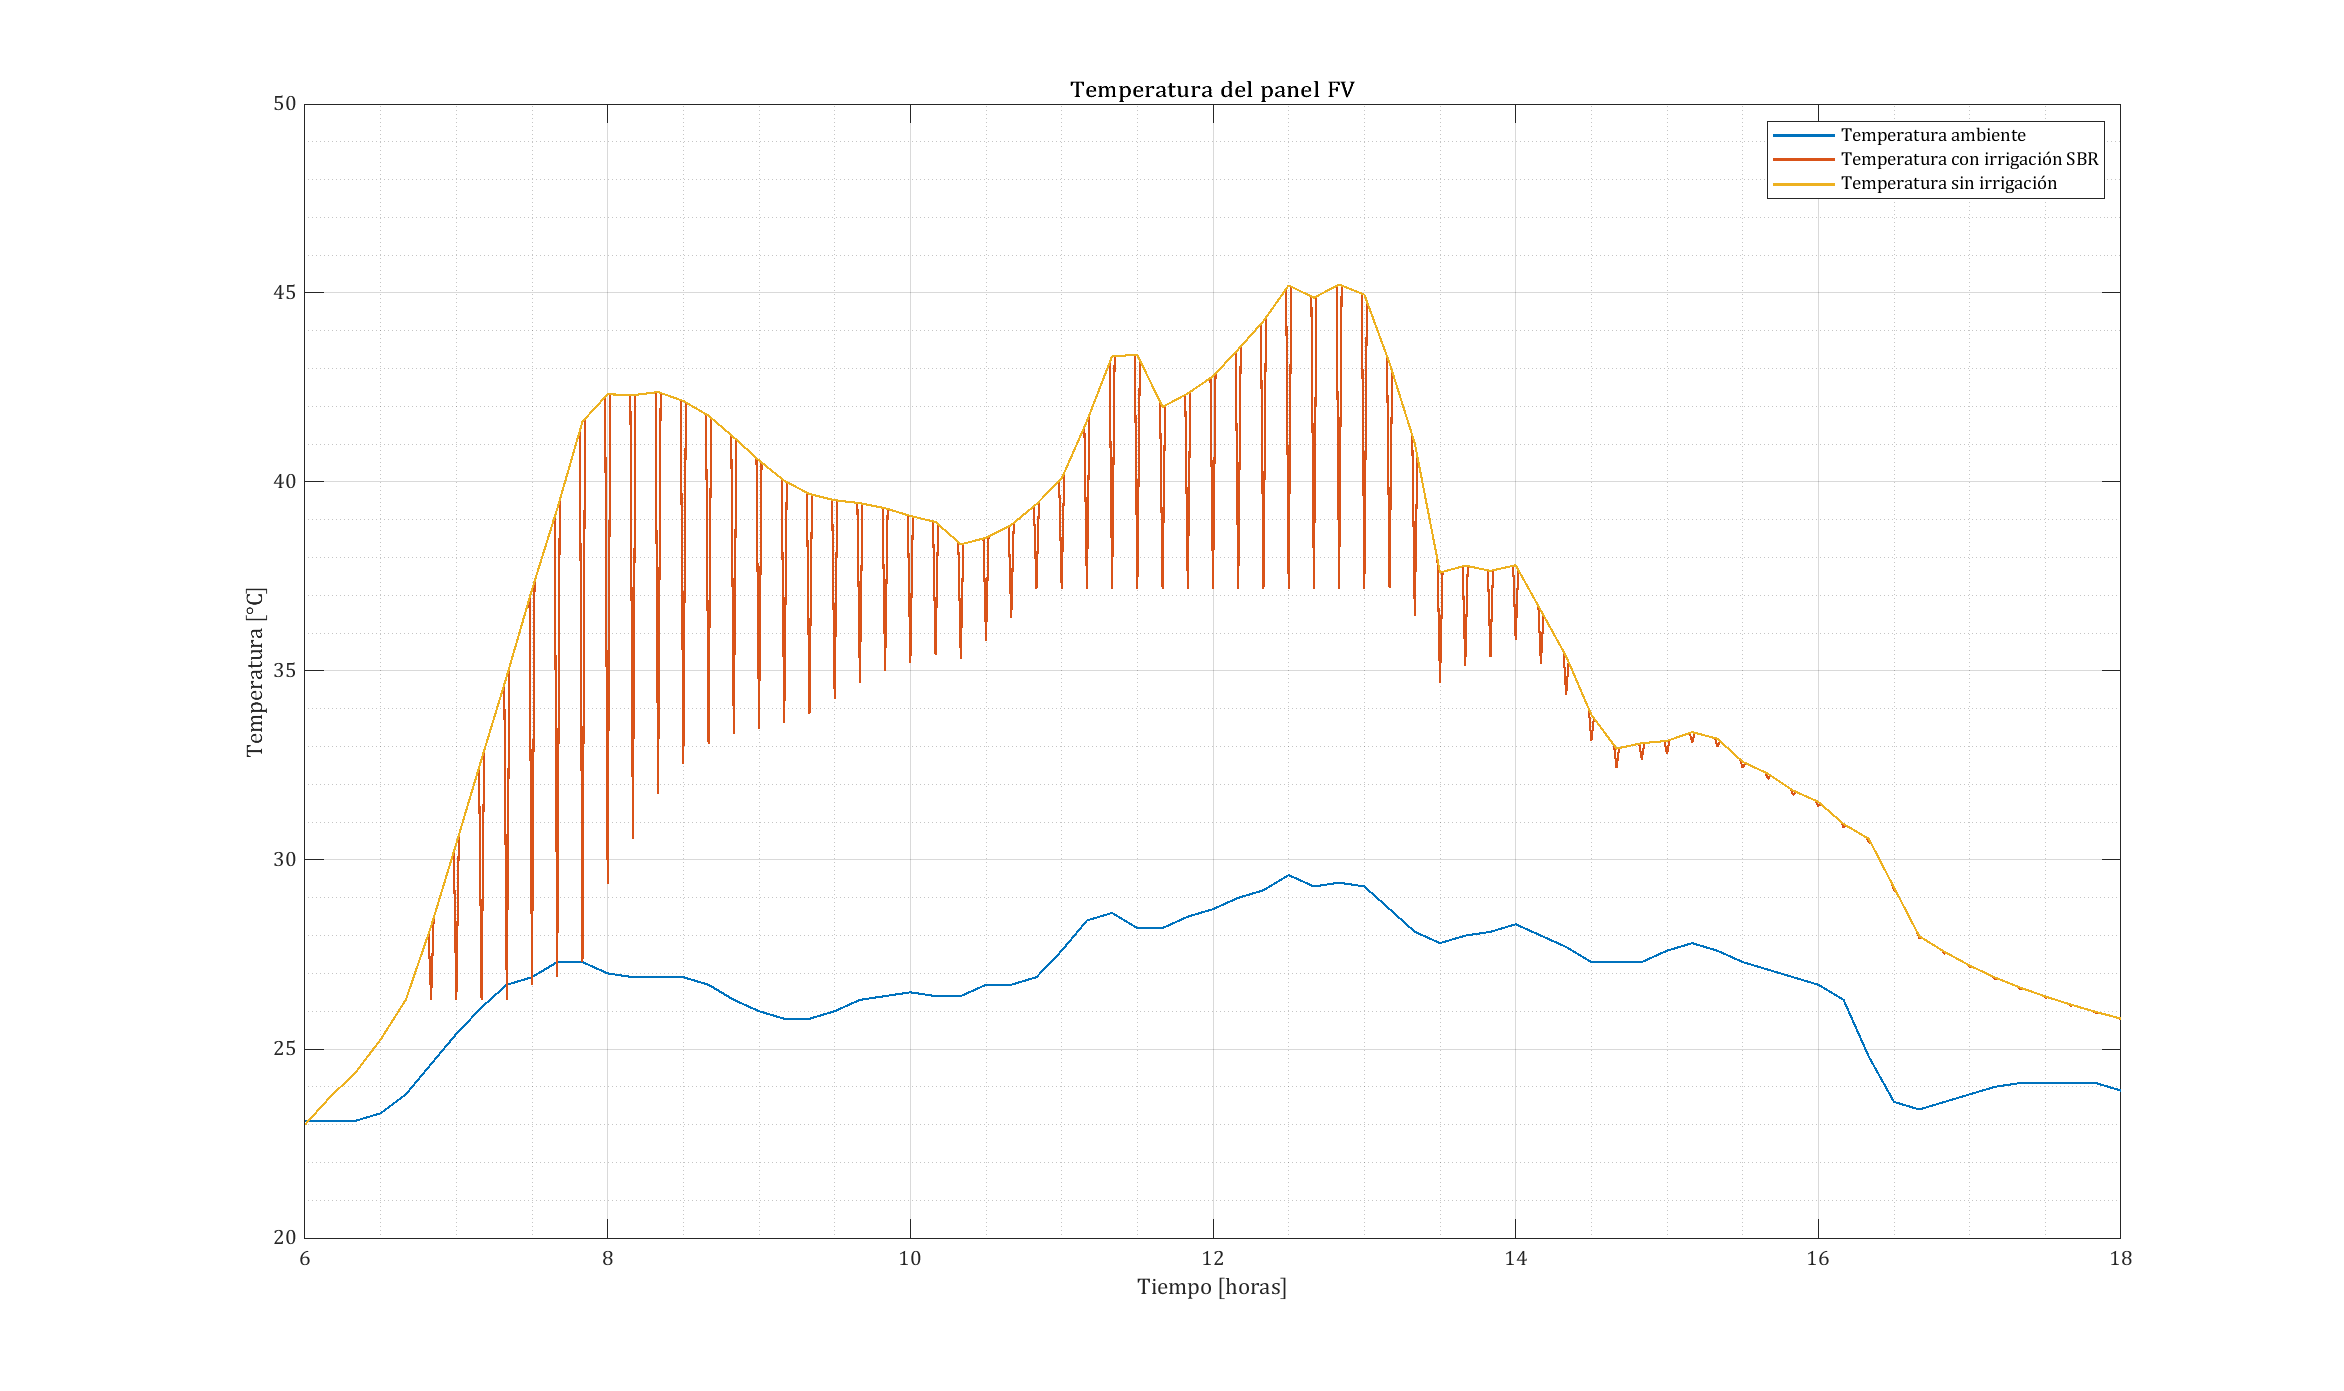 Temperatura del panel FV
50
45
40
35
30
25
20
Temperatura [°C]
Temperatura ambiente
Temperatura con irrigación SBR
Temperatura sin irrigación
6 8 10 12 14 16 18
Tiempo [horas]